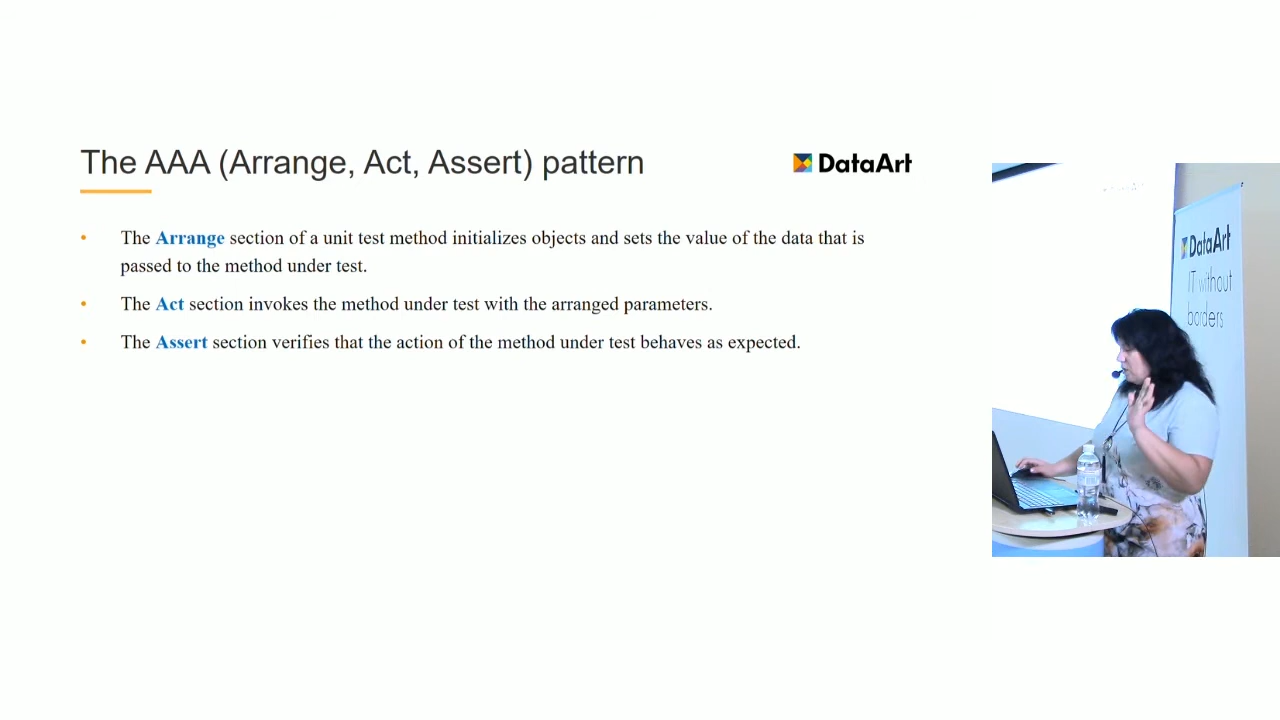 The AAA (Arrange, Act, Assert) pattern
DataArt
• The Arrange section of a unit test method initializes objects and sets the value of the data that is
passed to the method under test.
• The Act section invokes the method under test with the arranged parameters.
• The Assert section verifies that the action of the method under test behaves as expected.
DataArt
IT without
borders